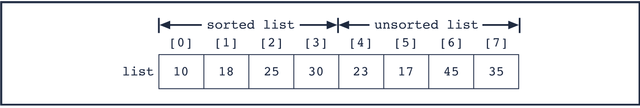 sorted list unsorted list
[0] [1] [2] [3] [4] [5] [6] [7]
list 10 18 25 30 23 17 45 35